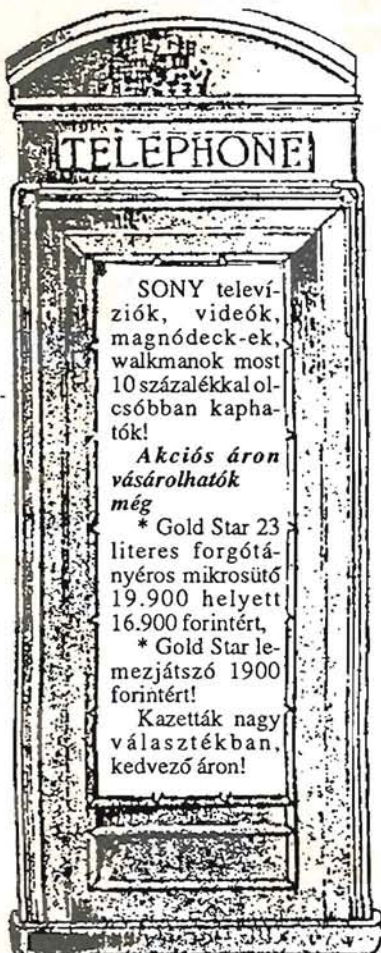 TELEPHONE
SONY televí-
ziók, videók,
magnódeck-ek,
walkmanok most
10 százalékkal ol-
csóbban kapha-
tók!
Akciós áron
vásárolhatók
még
* Gold Star 23
literes forgótá-
nyéros mikrosütő
19.900 helyett
16.900 forintért,
* Gold Star le-
mezjátszó 1900
forintért!
Kazetták nagy
választékban,
kedvező áron!